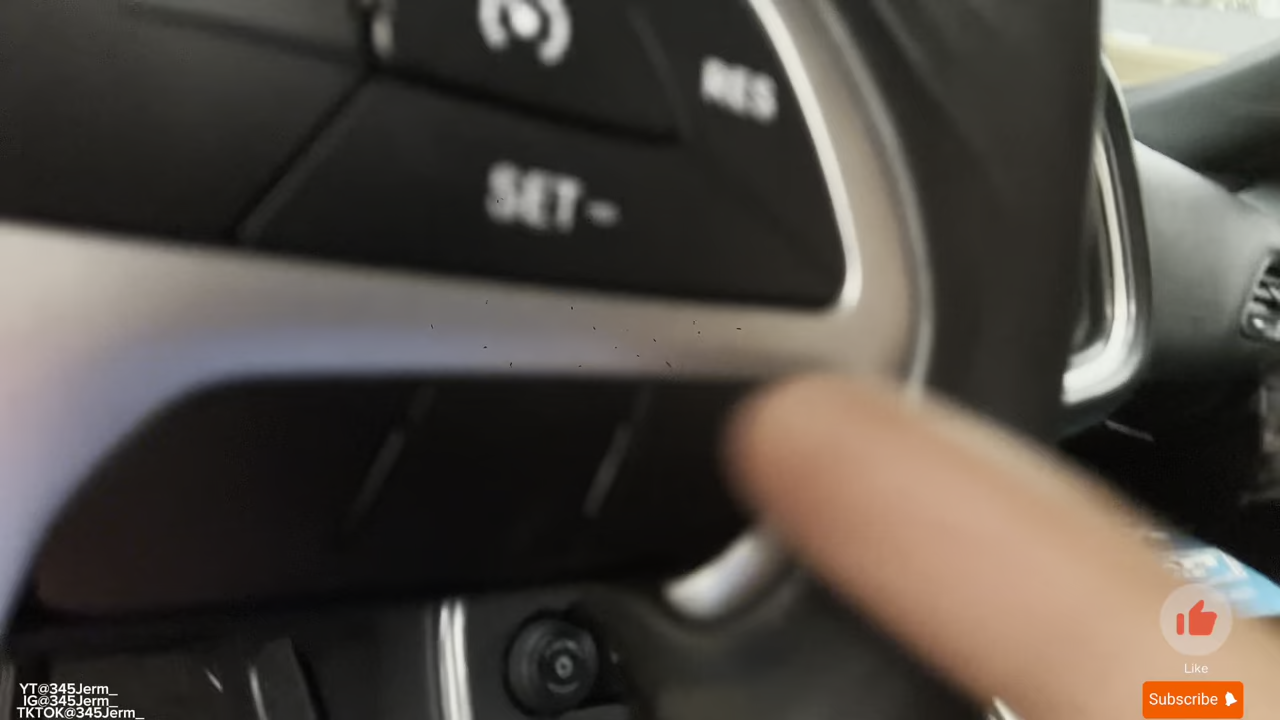 RES
SET-
YT@345Jerm_
IG@345Jerm_
TKTOK@345Jerm_
Like
Subscribe